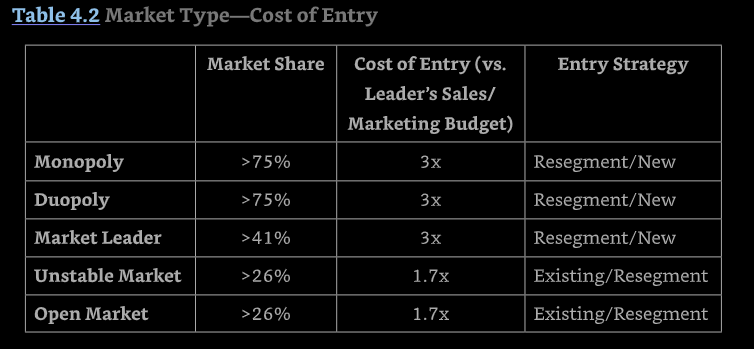 Table 4.2 Market Type—Cost of Entry
Market Share
Cost of Entry (vs.
Leader's Sales/
Marketing Budget)
Entry Strategy
Monopoly >75% 3x Resegment/New
Duopoly >75% 3x Resegment/New
Market Leader >41% 3x Resegment/New
Unstable Market >26% 1.7x Existing/Resegment
Open Market >26% 1.7x Existing/Resegment